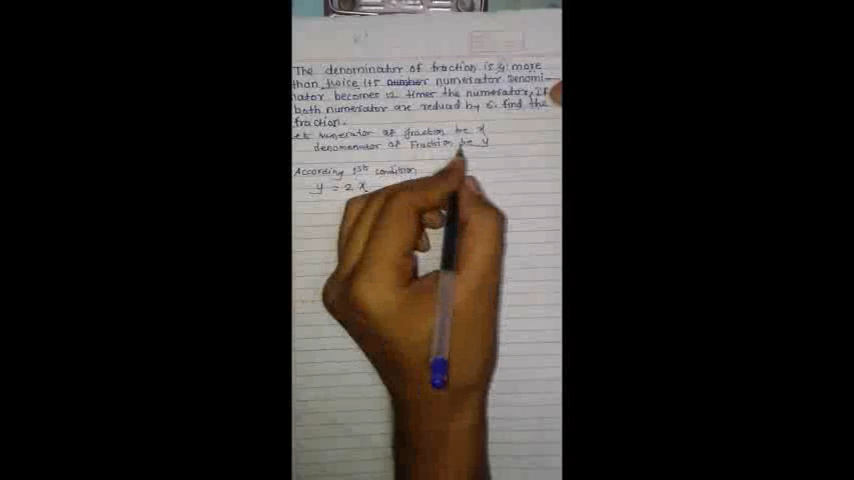 The denominator of fraction is 4 more
than twice its number numerator Denomi-
nator becomes 12 times the numerator, If
both numerator are reduced by 6. find the
fraction.
et Numerator of fraction be x
denomenator of Fraction be y
According 1st condition
y = 2x